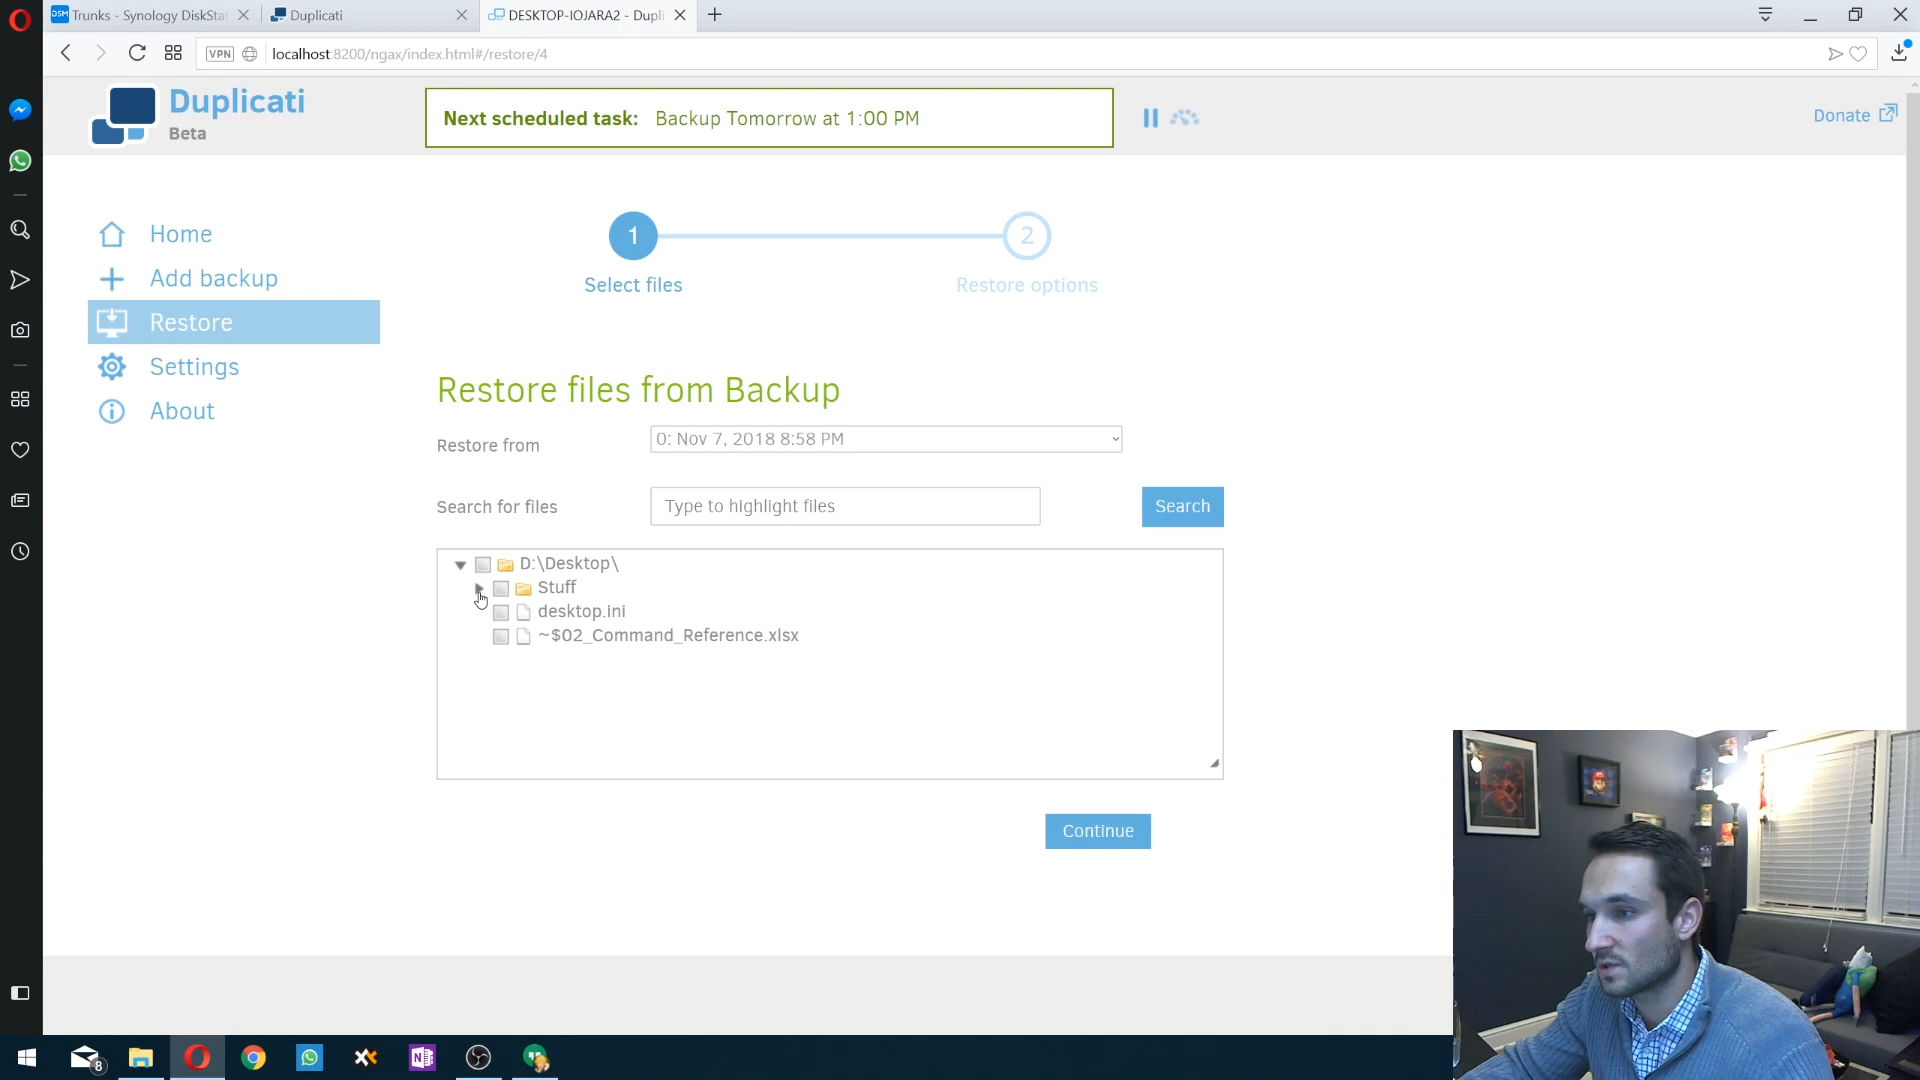 DSM Trunks - Synology DiskStat
Duplicati
DESKTOP-IOJARA2 - Dupli
VPN
localhost:8200/ngax/index.html#/restore/4
Duplicati
Beta
Next scheduled task: Backup Tomorrow at 1:00 PM
Donate
Home
Add backup
Restore
Settings
About
1
2
Select files
Restore options
Restore files from Backup
Restore from
0: Nov 7, 2018 8:58 PM
Search for files
Type to highlight files
Search
D:\Desktop\
Stuff
desktop.ini
~$02_Command_Reference.xlsx
Continue
8
N